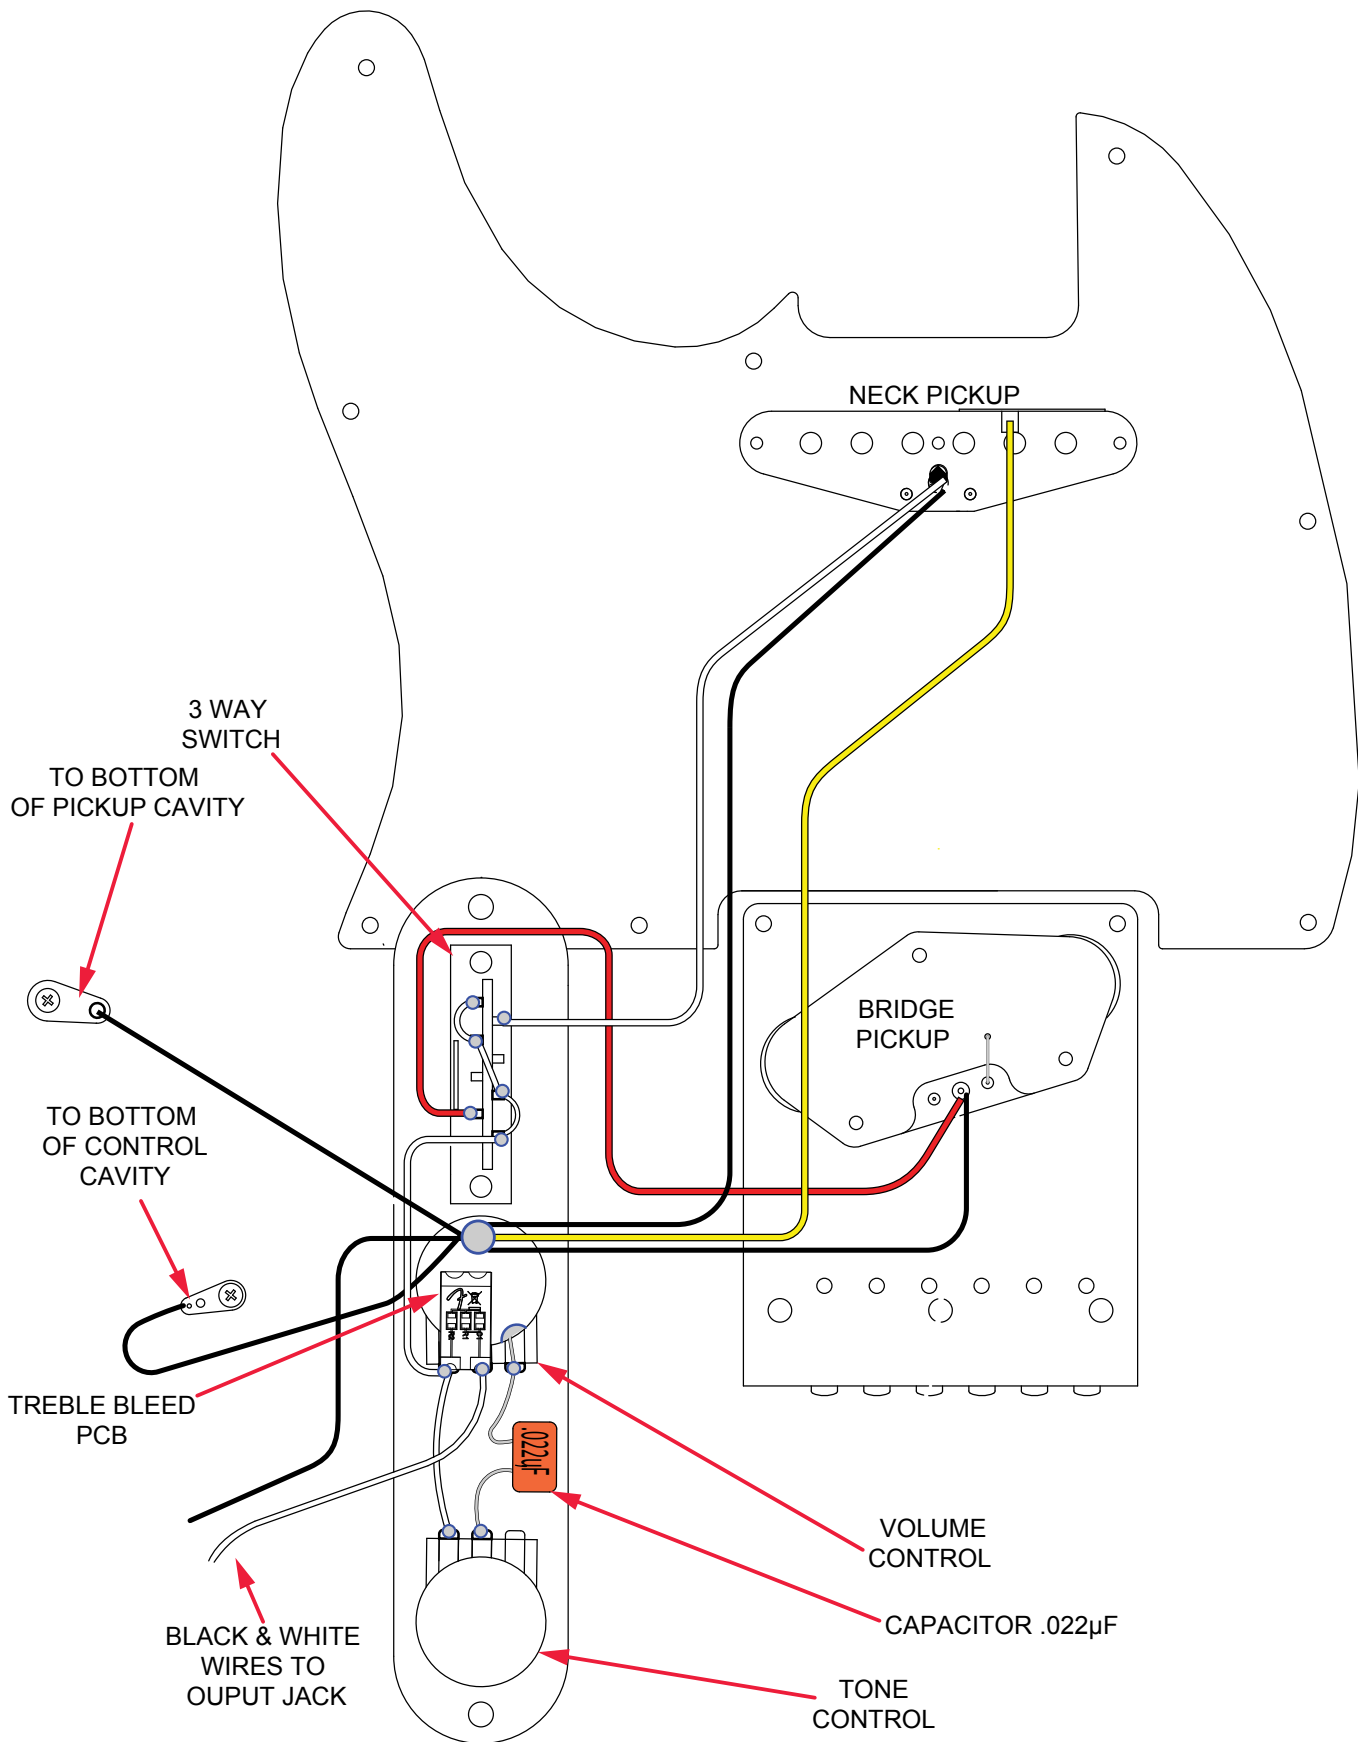 NECK PICKUP
3 WAY
SWITCH
TO BOTTOM
OF PICKUP CAVITY
BRIDGE
PICKUP
TO BOTTOM
OF CONTROL
CAVITY
TREBLE BLEED
PCB
.022µF
VOLUME
CONTROL
CAPACITOR .022µF
BLACK & WHITE
WIRES TO
OUPUT JACK
TONE
CONTROL